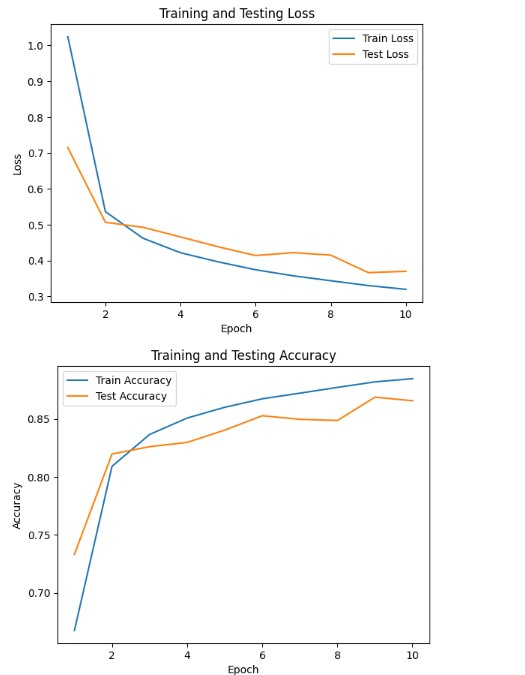 Training and Testing Loss
Train Loss
Test Loss
1.0
0.9
0.8
0.7
0.6
0.5
0.4
0.3
Loss
2 4 6 8 10
Epoch
Training and Testing Accuracy
Train Accuracy
Test Accuracy
0.85
0.80
0.75
0.70
Accuracy
2 4 6 8 10
Epoch